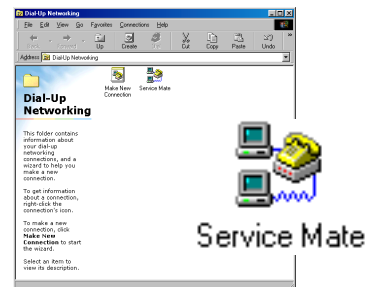 Dial-Up Networking
File Edit View Go Favorites Connections Help
Back Forward Up Create Dial Cut Copy Paste Undo
Address Dial-Up Networking
Dial-Up
Networking
Make New
Connection
Service Mate
This folder contains
information about
your dial-up
networking
connections, and a
wizard to help you
make a new
connection.
To get information
about a connection,
right-click the
connection's icon.
To make a new
connection, click
Make New
Connection to start
the wizard.
Select an item to
view its description.
Service Mate